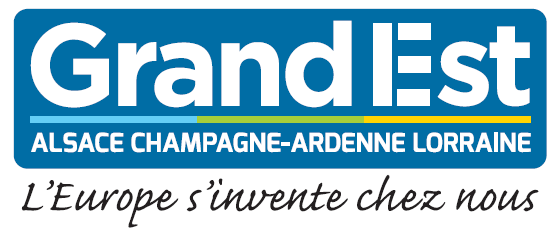 Grand Est
ALSACE CHAMPAGNE-ARDENNE LORRAINE
L'Europe s'invente chez nous